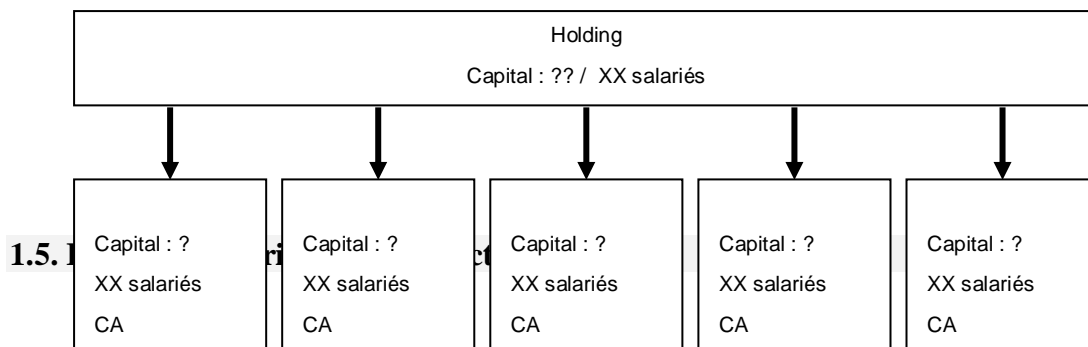 Holding
Capital : ?? / XX salariés
Capital : ?
XX salariés
CA
Capital : ?
XX salariés
CA
Capital : ?
XX salariés
CA
Capital : ?
XX salariés
CA
Capital : ?
XX salariés
CA
1.5.